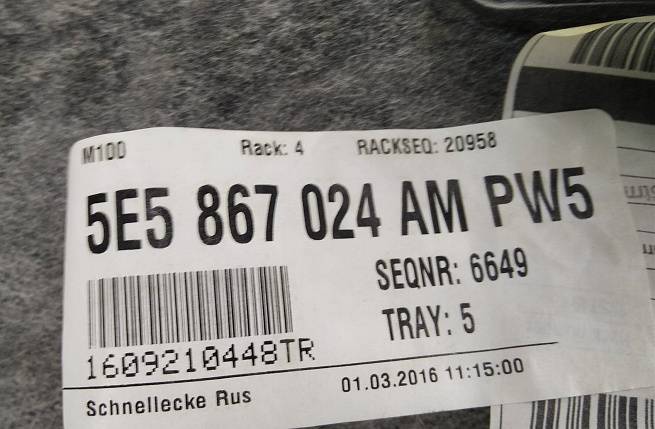 M100 Rack: 4 RACKSEQ: 20958
5E5 867 024 AM PW5
SEQNR: 6649
TRAY: 5
1609210448TR
Schnellecke Rus 01.03.2016 11:15:00